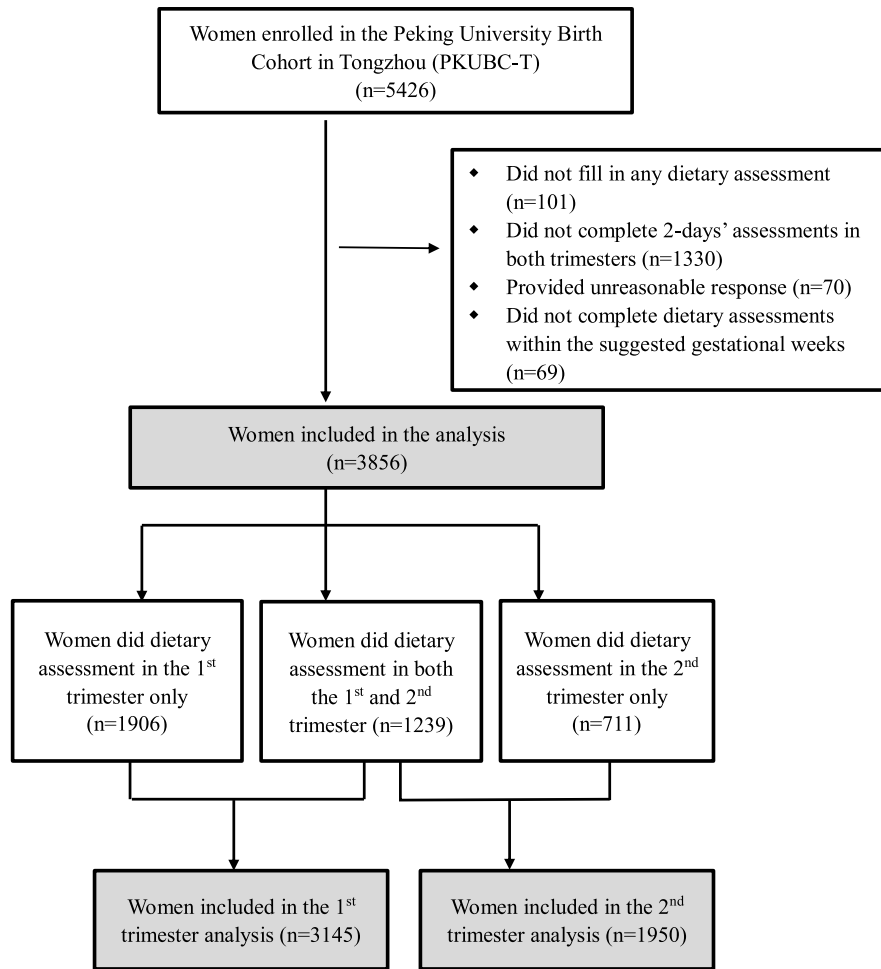 Women enrolled in the Peking University Birth
Cohort in Tongzhou (PKUBC-T)
(n=5426)
◆ Did not fill in any dietary assessment
(n=101)
◆ Did not complete 2-days’ assessments in
both trimesters (n=1330)
◆ Provided unreasonable response (n=70)
◆ Did not complete dietary assessments
within the suggested gestational weeks
(n=69)
Women included in the analysis
(n=3856)
Women did dietary
assessment in the 1st
trimester only
(n=1906)
Women did dietary
assessment in both
the 1st and 2nd
trimester (n=1239)
Women did dietary
assessment in the 2nd
trimester only
(n=711)
Women included in the 1st
trimester analysis (n=3145)
Women included in the 2nd
trimester analysis (n=1950)